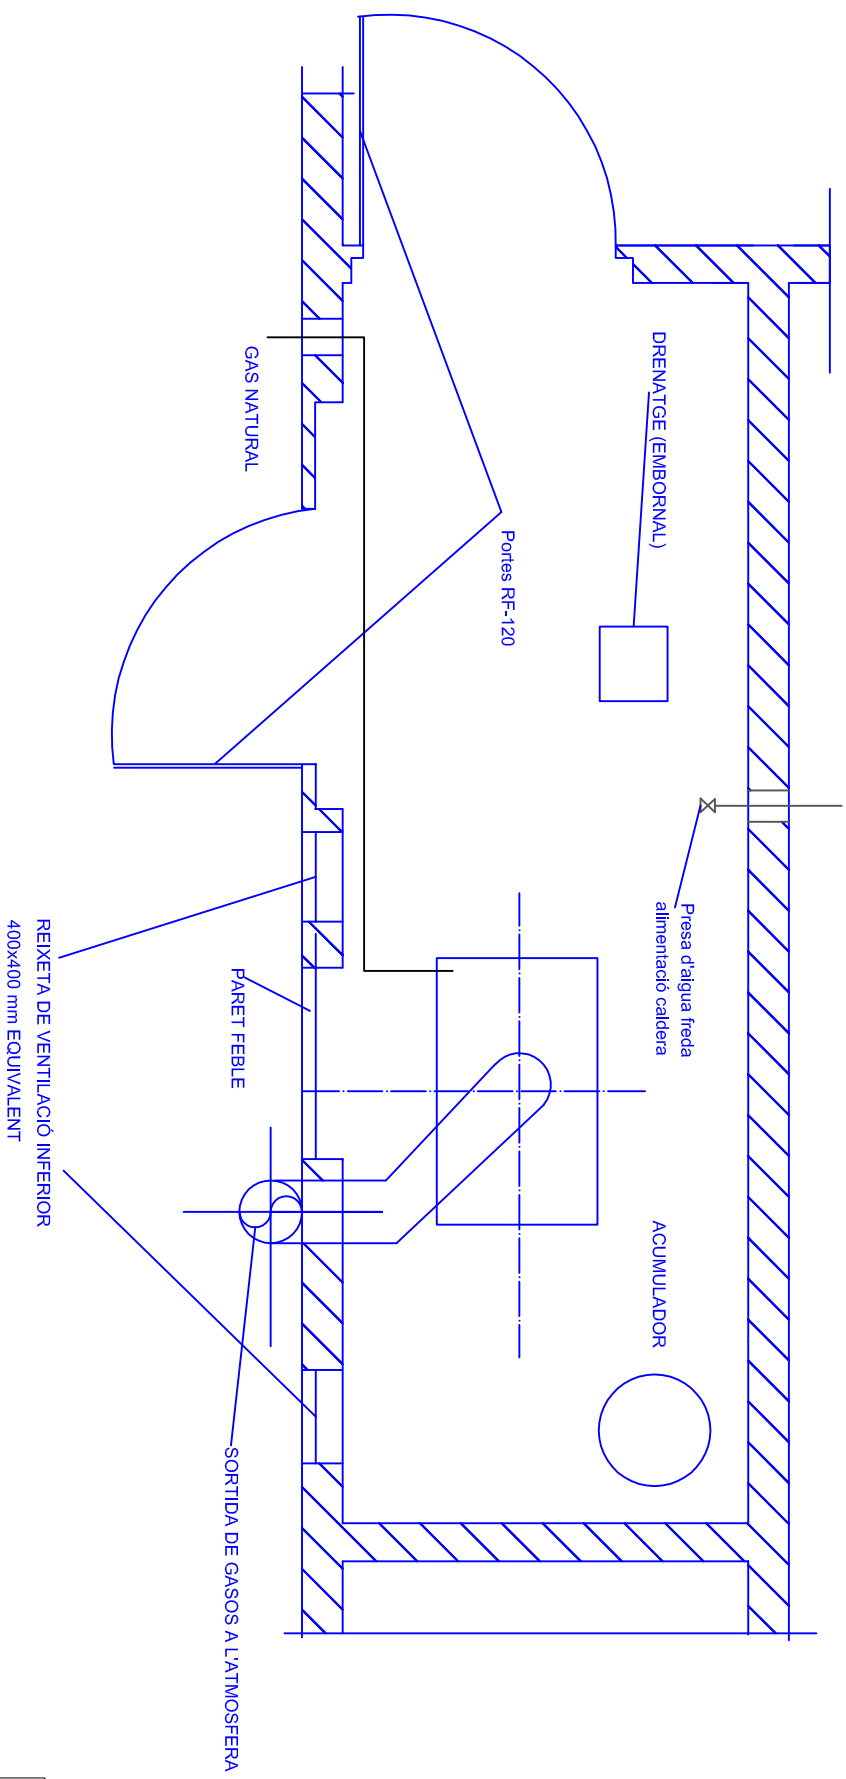 DRENATGE (EMBORNAL)
GAS NATURAL
Portes RF-120
Presa d'aigua freda
alimentació caldera
PARET FEBLE
REIXETA DE VENTILACIÓ INFERIOR
400x400 mm EQUIVALENT
ACUMULADOR
SORTIDA DE GASOS A L'ATMOSFERA